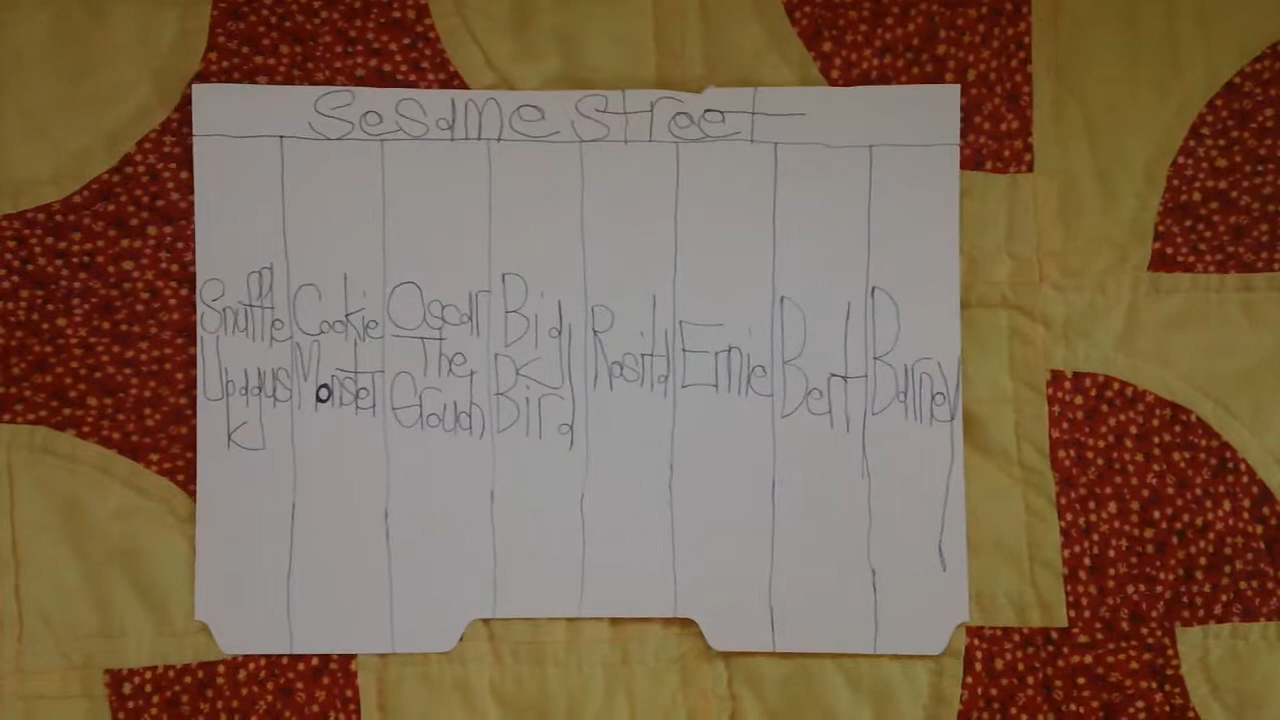 Sesame Street
Snuffle
Upagus
Cookie
Monster
Oscar
The
Grouch
Big
Bird
Rosita
Ernie
Bert
Barney